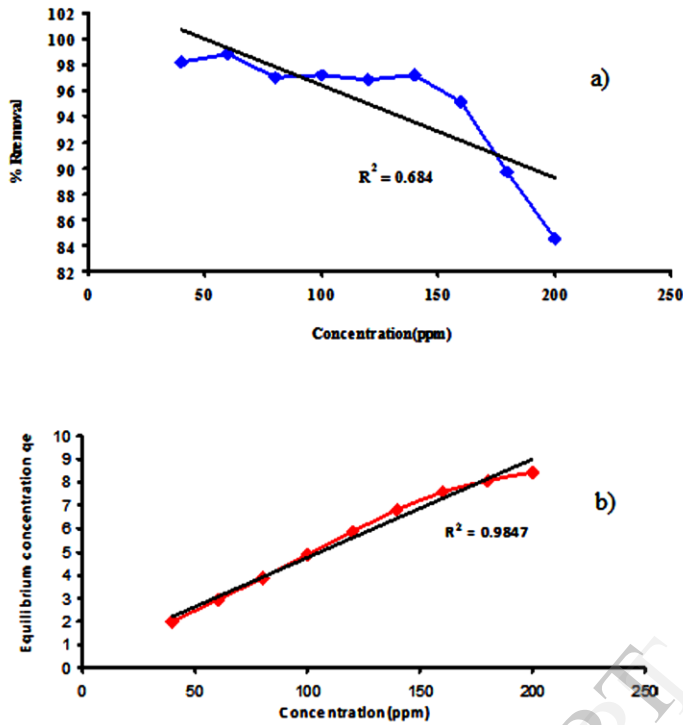 102
100
98
96
94
92
90
88
86
84
82
% Rremoval
a)
R² = 0.684
0 50 100 150 200 250
Concentration(ppm)
10
9
8
7
6
5
4
3
2
1
0
Equilibrium concentration qe
b)
R² = 0.9847
0 50 100 150 200 250
Concentration(ppm)
PT